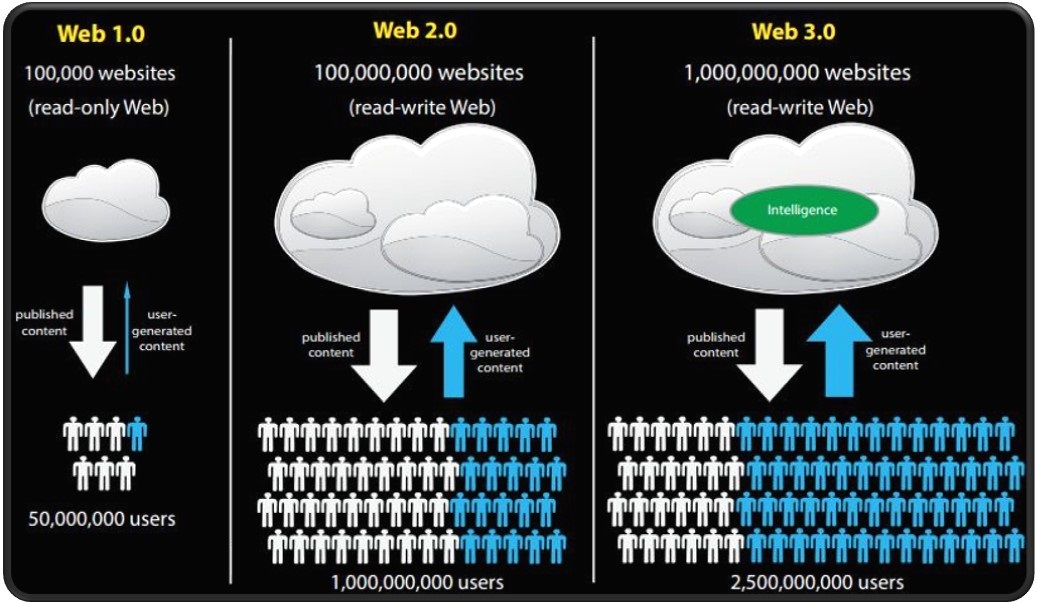 Web 1.0
100,000 websites
(read-only Web)
published
content
user-
generated
content
50,000,000 users
Web 2.0
100,000,000 websites
(read-write Web)
published
content
user-
generated
content
1,000,000,000 users
Web 3.0
1,000,000,000 websites
(read-write Web)
Intelligence
published
content
user-
generated
content
2,500,000,000 users